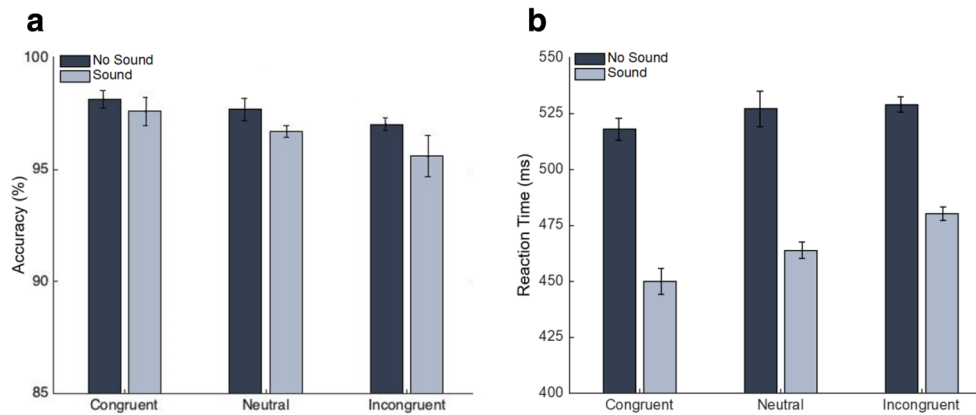 a
No Sound
Sound
Accuracy (%)
100
95
90
85
Congruent
Neutral
Incongruent
b
No Sound
Sound
Reaction Time (ms)
550
525
500
475
450
425
400
Congruent
Neutral
Incongruent